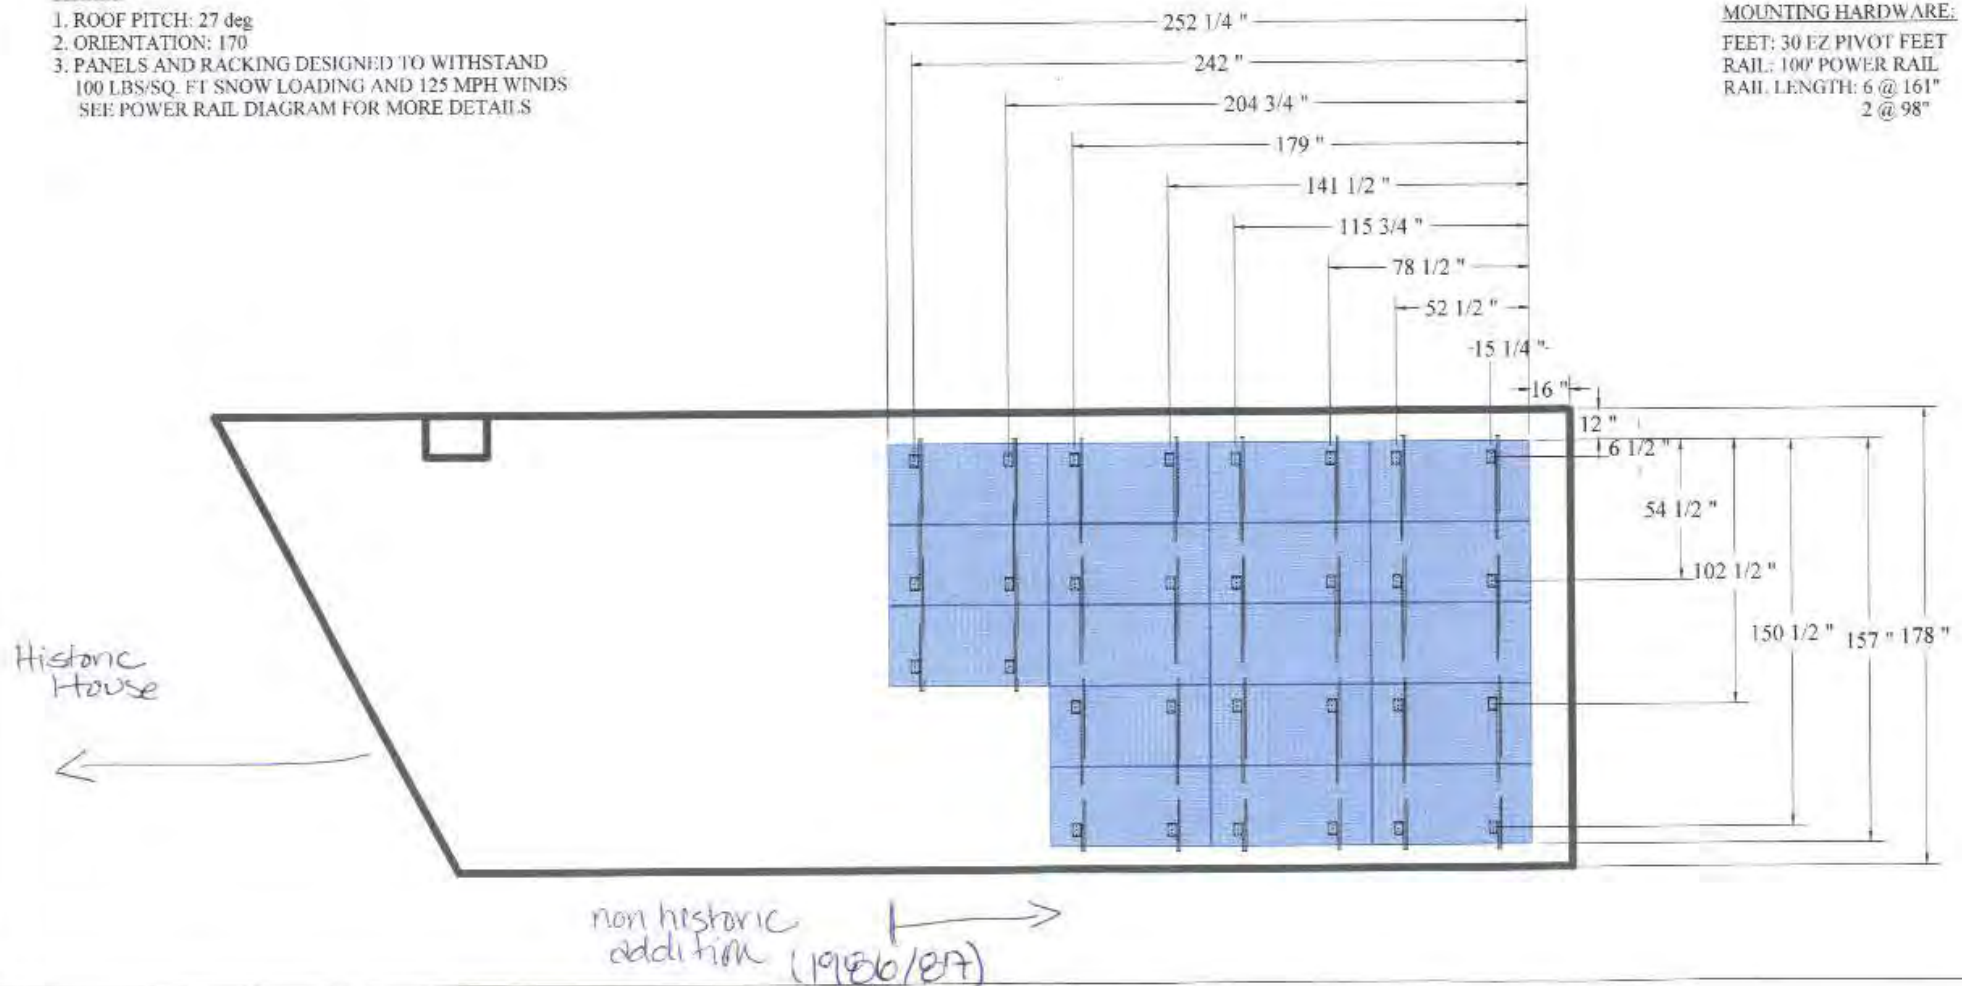 1. ROOF PITCH: 27 deg
2. ORIENTATION: 170
3. PANELS AND RACKING DESIGNED TO WITHSTAND
100 LBS/SQ. FT SNOW LOADING AND 125 MPH WINDS
SEE POWER RAIL DIAGRAM FOR MORE DETAILS
MOUNTING HARDWARE:
FEET: 30 EZ PIVOT FEET
RAIL: 100' POWER RAIL
RAIL LENGTH: 6 @ 161"
2 @ 98"
252 1/4 "
242 "
204 3/4 "
179 "
141 1/2 "
115 3/4 "
78 1/2 "
52 1/2 "
15 1/4 "
16 "
12 "
6 1/2 "
54 1/2 "
102 1/2 "
150 1/2 "
157 "
178 "
Historic
House
non historic
addition
(1986/87)